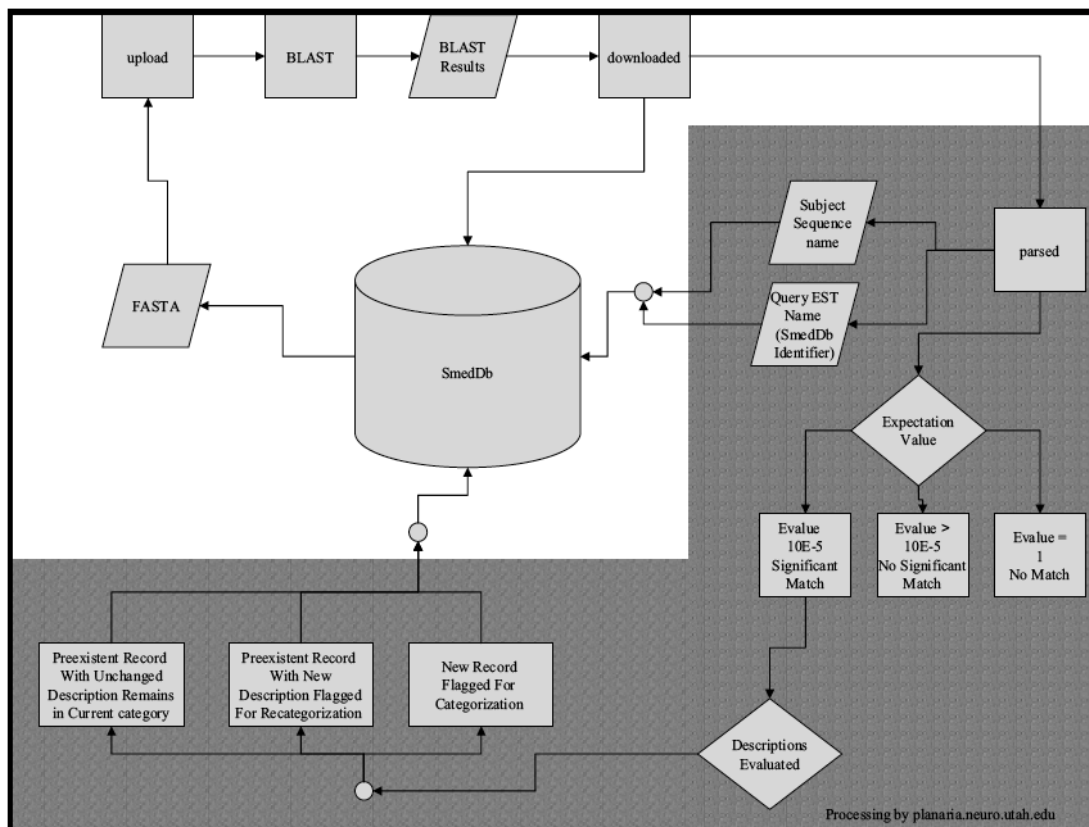 upload
BLAST
BLAST
Results
downloaded
Subject
Sequence
name
parsed
Query EST
Name
(SmedDb
Identifier)
FASTA
SmedDb
Expectation
Value
Evalue
10E-5
Significant
Match
Evalue >
10E-5
No Significant
Match
Evalue =
1
No Match
Preexistent Record
With Unchanged
Description Remains
in Current category
Preexistent Record
With New
Description Flagged
For Recategorization
New Record
Flagged For
Categorization
Descriptions
Evaluated
Processing by planaria.neuro.utah.edu